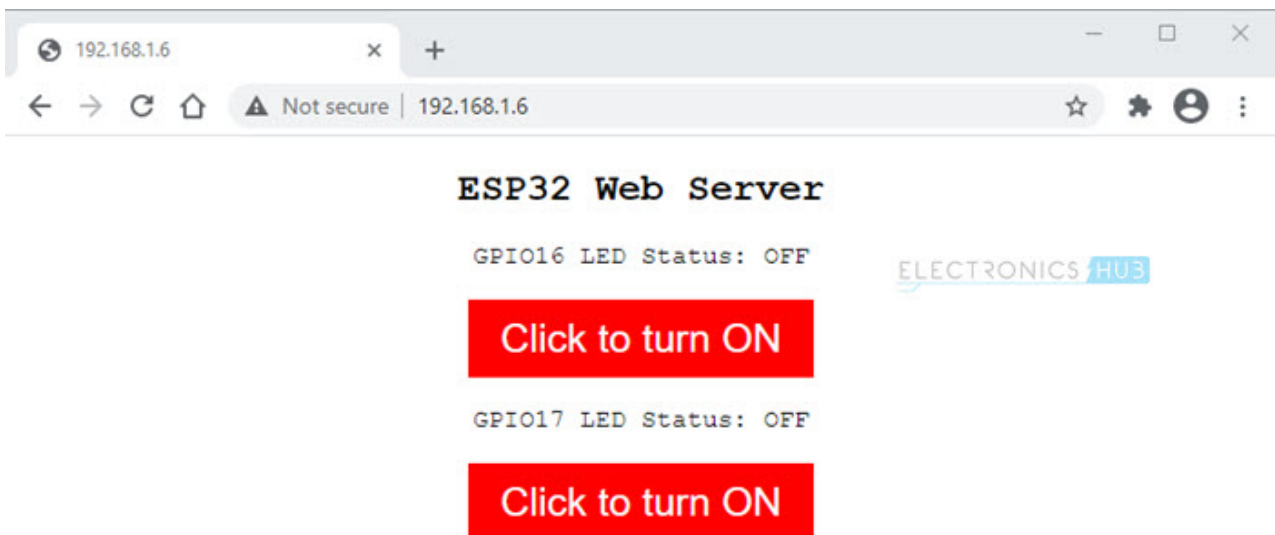 192.168.1.6
Not secure | 192.168.1.6
ESP32 Web Server
GPIO16 LED Status: OFF
ELECTRONICS HUB
Click to turn ON
GPIO17 LED Status: OFF
Click to turn ON